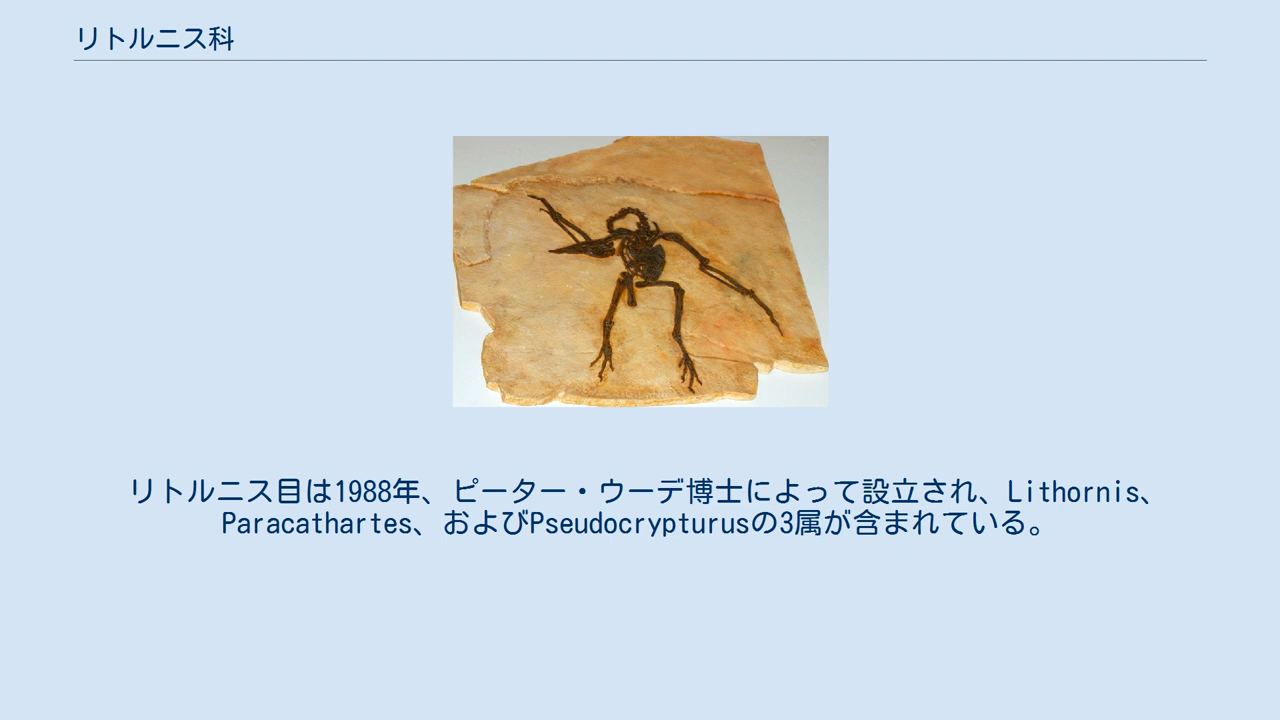 リトルニス科
リトルニス目は1988年、ピーター・ウーデ博士によって設立され、Lithornis、
Paracathartes、およびPseudocrypturusの3属が含まれている。